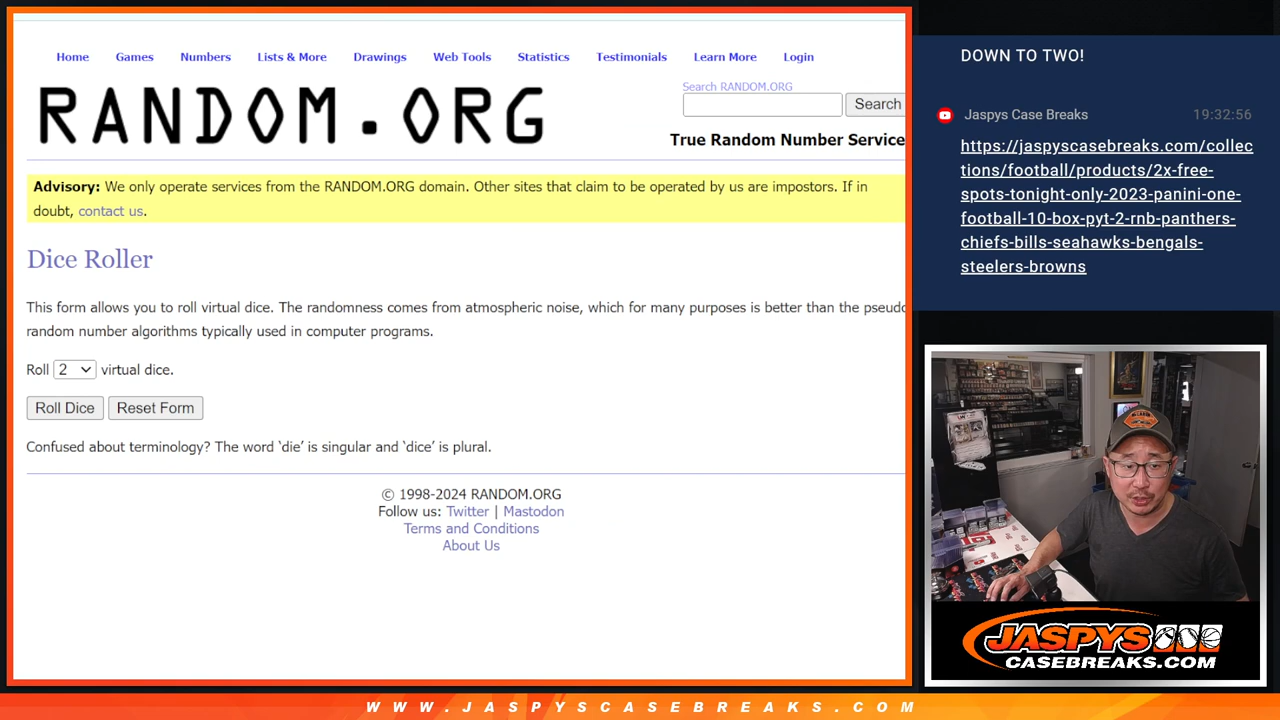 Home Games Numbers Lists & More Drawings Web Tools Statistics Testimonials Learn More Login
RANDOM.ORG
Search RANDOM.ORG
Search
True Random Number Service
Advisory: We only operate services from the RANDOM.ORG domain. Other sites that claim to be operated by us are impostors. If in
doubt, contact us.
Dice Roller
This form allows you to roll virtual dice. The randomness comes from atmospheric noise, which for many purposes is better than the pseudo
random number algorithms typically used in computer programs.
Roll 2 virtual dice.
Roll Dice Reset Form
Confused about terminology? The word ‘die’ is singular and ‘dice’ is plural.
© 1998-2024 RANDOM.ORG
Follow us: Twitter | Mastodon
Terms and Conditions
About Us
DOWN TO TWO!
Jaspys Case Breaks 19:32:56
https://jaspyscasebreaks.com/collec
tions/football/products/2x-free-
spots-tonight-only-2023-panini-one-
football-10-box-pyt-2-rnb-panthers-
chiefs-bills-seahawks-bengals-
steelers-browns
JASPYS
CASEBREAKS.COM
WWW.JASPYSCASEBREAKS.COM